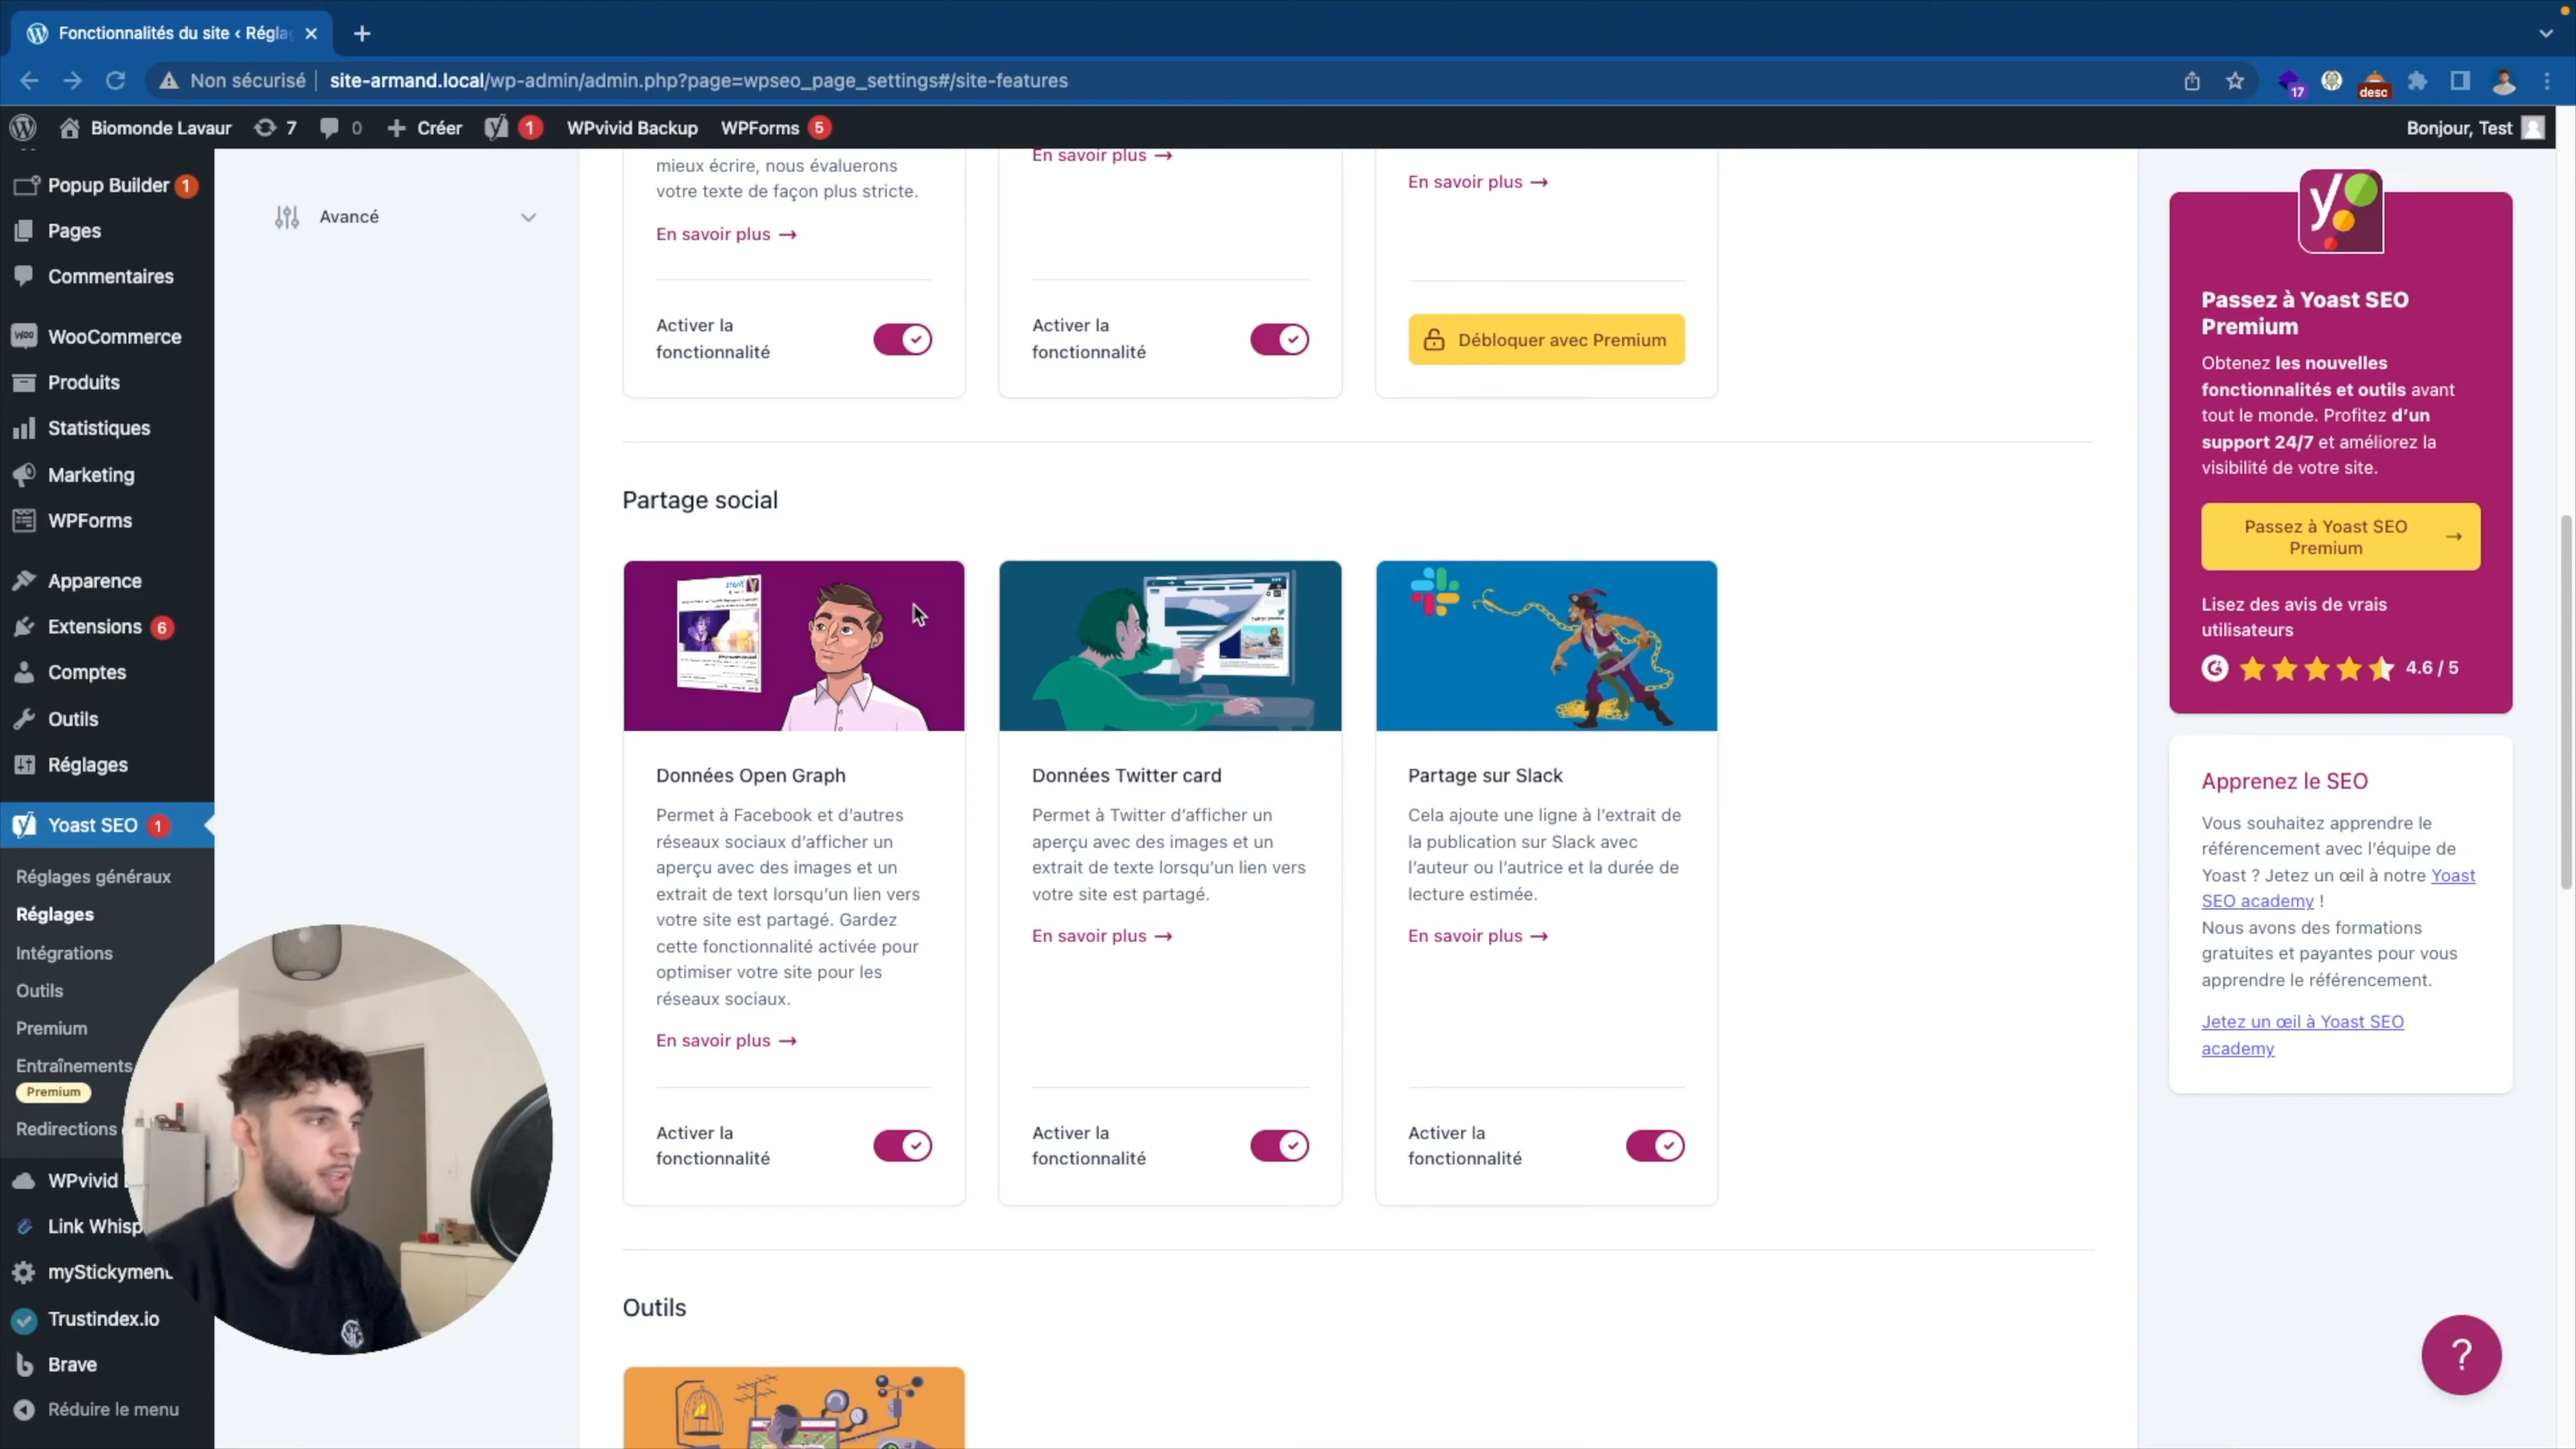 Fonctionnalités du site ‹ Régla
Non sécurisé
site-armand.local/wp-admin/admin.php?page=wpseo_page_settings#/site-features
17
desc
Biomonde Lavaur
7
0
Créer
1
WPvivid Backup
WPForms 5
Bonjour, Test
Popup Builder 1
Pages
Commentaires
WooCommerce
Produits
Statistiques
Marketing
WPForms
Apparence
Extensions 6
Comptes
Outils
Réglages
Yoast SEO 1
Réglages généraux
Réglages
Intégrations
Outils
Premium
Entraînements
Premium
Redirections
WPvivid
Link Whisp
myStickymenu
Trustindex.io
Brave
Réduire le menu
Avancé
mieux écrire, nous évaluerons
votre texte de façon plus stricte.
En savoir plus →
Activer la
fonctionnalité
En savoir plus →
Activer la
fonctionnalité
En savoir plus →
Débloquer avec Premium
Partage social
Données Open Graph
Permet à Facebook et d’autres
réseaux sociaux d’afficher un
aperçu avec des images et un
extrait de text lorsqu’un lien vers
votre site est partagé. Gardez
cette fonctionnalité activée pour
optimiser votre site pour les
réseaux sociaux.
En savoir plus →
Activer la
fonctionnalité
Données Twitter card
Permet à Twitter d’afficher un
aperçu avec des images et un
extrait de texte lorsqu’un lien vers
votre site est partagé.
En savoir plus →
Activer la
fonctionnalité
Partage sur Slack
Cela ajoute une ligne à l’extrait de
la publication sur Slack avec
l’auteur ou l’autrice et la durée de
lecture estimée.
En savoir plus →
Activer la
fonctionnalité
Outils
Passez à Yoast SEO
Premium
Obtenez les nouvelles
fonctionnalités et outils avant
tout le monde. Profitez d’un
support 24/7 et améliorez la
visibilité de votre site.
Passez à Yoast SEO
Premium →
Lisez des avis de vrais
utilisateurs
4.6 / 5
Apprenez le SEO
Vous souhaitez apprendre le
référencement avec l’équipe de
Yoast ? Jetez un œil à notre Yoast
SEO academy !
Nous avons des formations
gratuites et payantes pour vous
apprendre le référencement.
Jetez un œil à Yoast SEO
academy
?